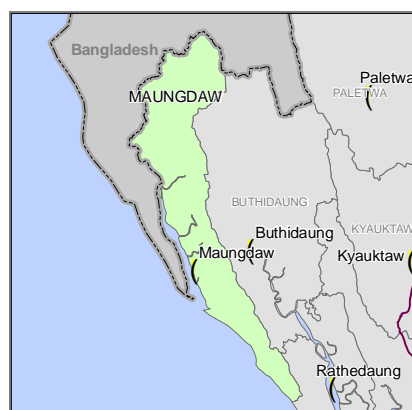 Bangladesh
Paletwa
PALETWA
MAUNGDAW
BUTHIDAUNG
KYAUKTAW
Buthidaung
Maungdaw
Kyauktaw
Rathedaung